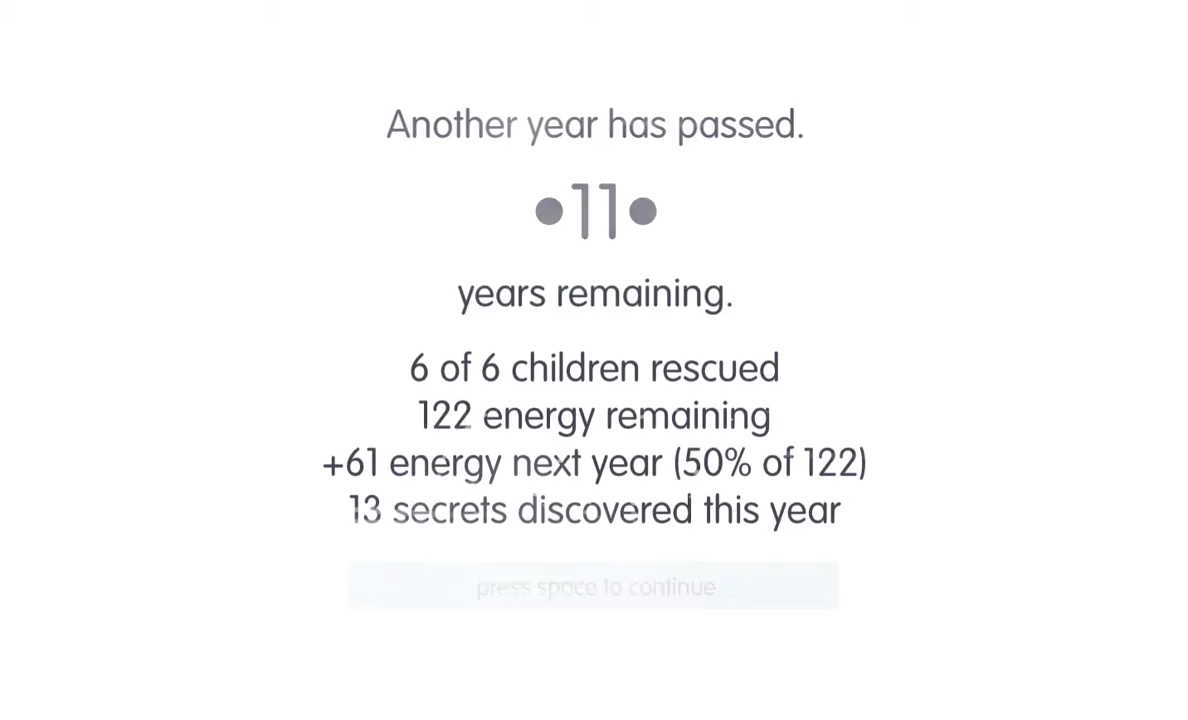 Another year has passed.
•11•
years remaining.
6 of 6 children rescued
122 energy remaining
+61 energy next year (50% of 122)
13 secrets discovered this year
press space to continue